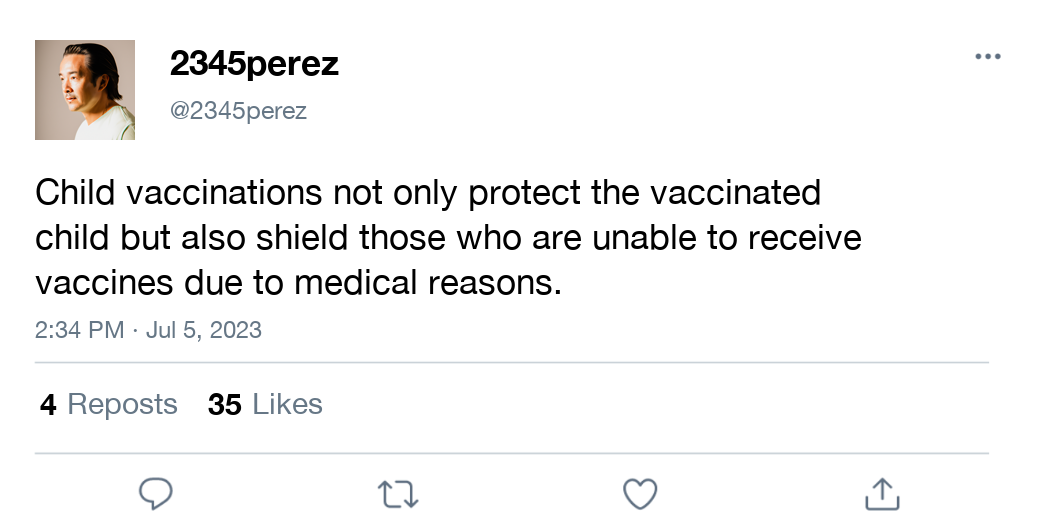 2345perez
@2345perez
Child vaccinations not only protect the vaccinated
child but also shield those who are unable to receive
vaccines due to medical reasons.
2:34 PM · Jul 5, 2023
4 Reposts 35 Likes